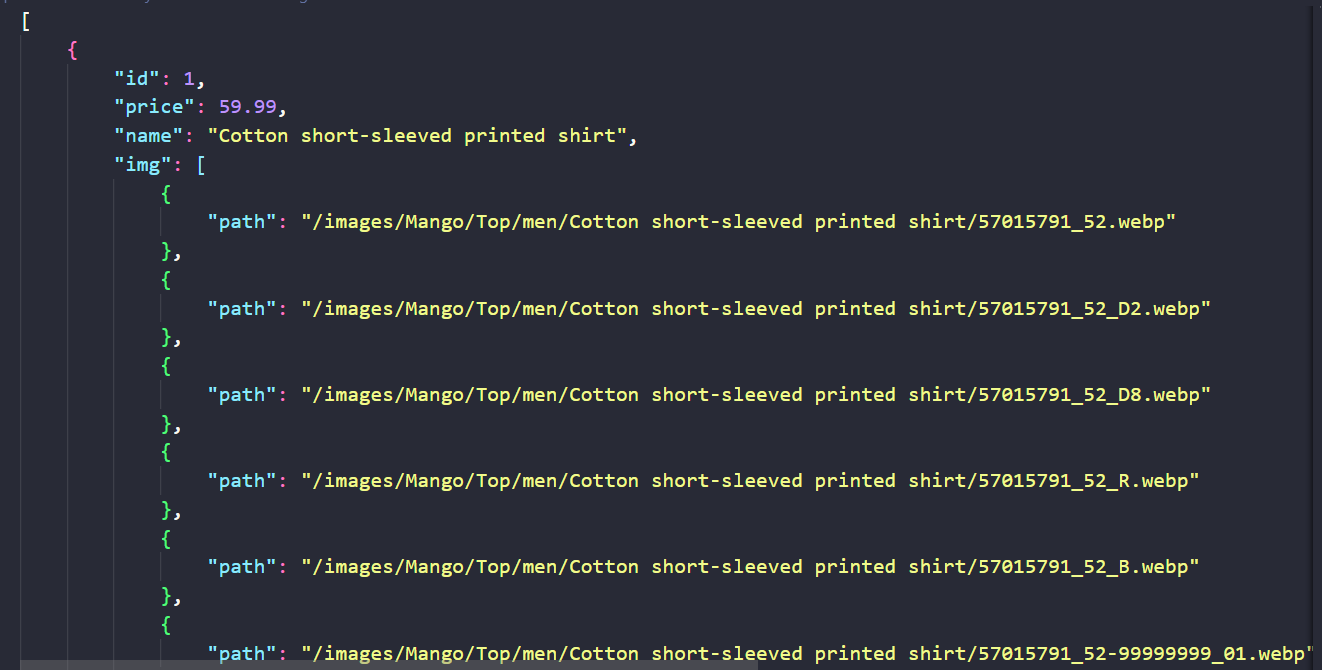 [
    {
        "id": 1,
        "price": 59.99,
        "name": "Cotton short-sleeved printed shirt",
        "img": [
            {
                "path": "/images/Mango/Top/men/Cotton short-sleeved printed shirt/57015791_52.webp"
            },
            {
                "path": "/images/Mango/Top/men/Cotton short-sleeved printed shirt/57015791_52_D2.webp"
            },
            {
                "path": "/images/Mango/Top/men/Cotton short-sleeved printed shirt/57015791_52_D8.webp"
            },
            {
                "path": "/images/Mango/Top/men/Cotton short-sleeved printed shirt/57015791_52_R.webp"
            },
            {
                "path": "/images/Mango/Top/men/Cotton short-sleeved printed shirt/57015791_52_B.webp"
            },
            {
                "path": "/images/Mango/Top/men/Cotton short-sleeved printed shirt/57015791_52-99999999_01.webp"